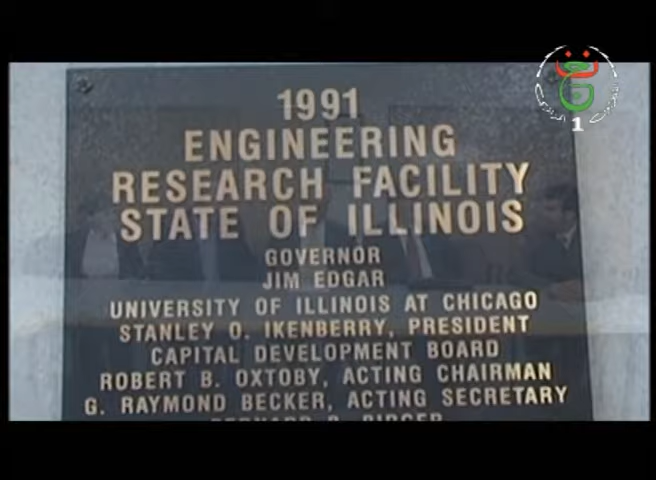 1991
ENGINEERING
RESEARCH FACILITY
STATE OF ILLINOIS
GOVERNOR
JIM EDGAR
UNIVERSITY OF ILLINOIS AT CHICAGO
STANLEY O. IKENBERRY, PRESIDENT
CAPITAL DEVELOPMENT BOARD
ROBERT B. OXTOBY, ACTING CHAIRMAN
G. RAYMOND BECKER, ACTING SECRETARY
1